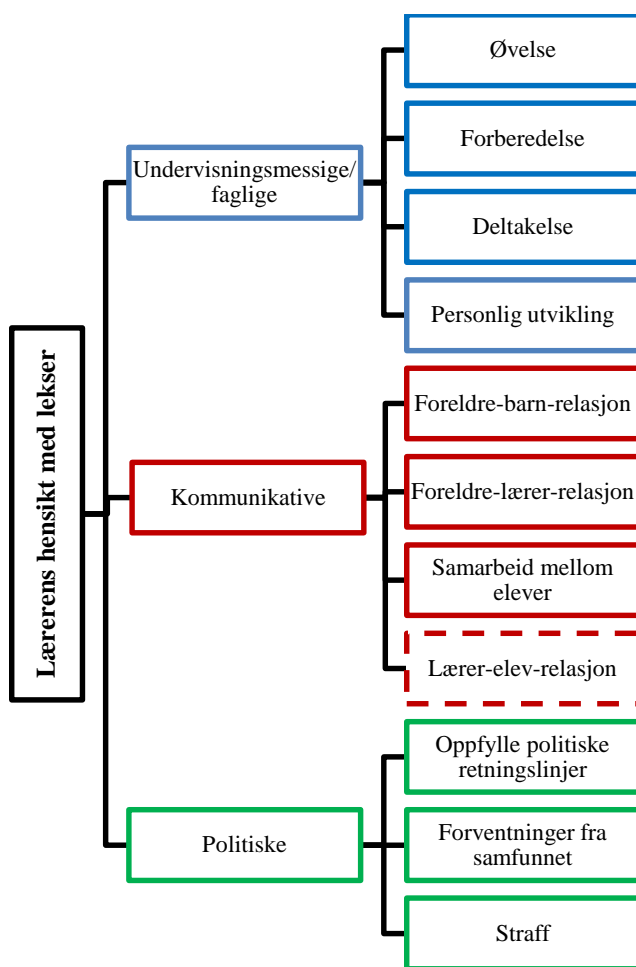 Lærerens hensikt med lekser
Undervisningsmessige/
faglige
Øvelse
Forberedelse
Deltakelse
Personlig utvikling
Kommunikative
Foreldre-barn-relasjon
Foreldre-lærer-relasjon
Samarbeid mellom
elever
Lærer-elev-relasjon
Politiske
Oppfylle politiske
retningslinjer
Forventninger fra
samfunnet
Straff